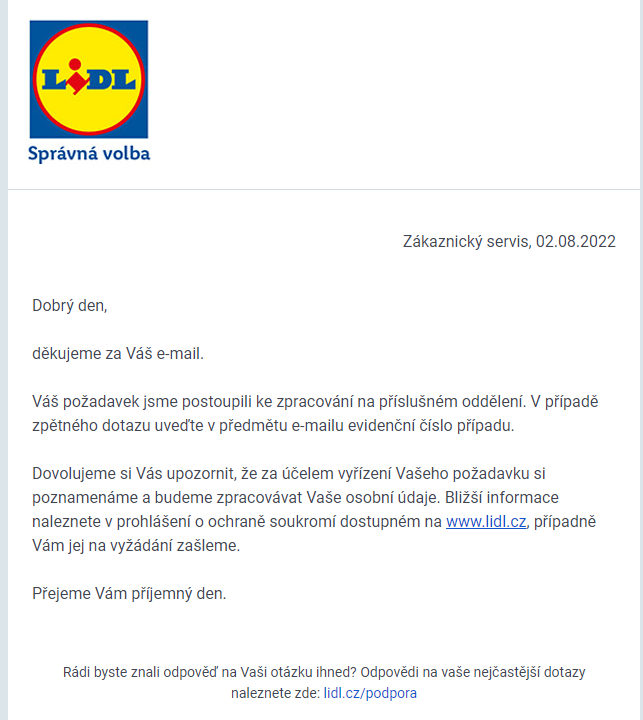 LIDL
Správná volba
Zákaznický servis, 02.08.2022
Dobrý den,
děkujeme za Váš e-mail.
Váš požadavek jsme postoupili ke zpracování na příslušném oddělení. V případě
zpětného dotazu uveďte v předmětu e-mailu evidenční číslo případu.
Dovolujeme si Vás upozornit, že za účelem vyřízení Vašeho požadavku si
poznamenáme a budeme zpracovávat Vaše osobní údaje. Bližší informace
naleznete v prohlášení o ochraně soukromí dostupném na www.lidl.cz, případně
Vám jej na vyžádání zašleme.
Přejeme Vám příjemný den.
Rádi byste znali odpověď na Vaši otázku ihned? Odpovědi na vaše nejčastější dotazy
naleznete zde: lidl.cz/podpora